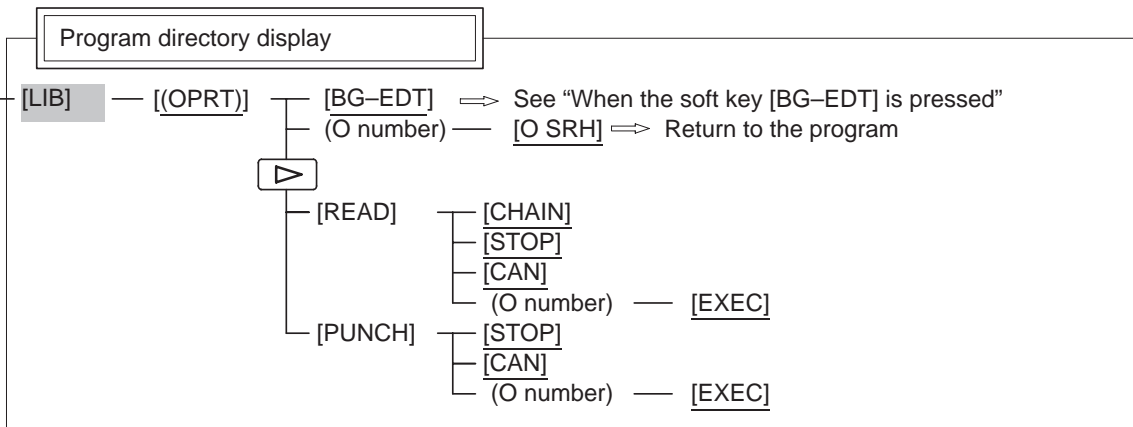 Program directory display
[LIB] [(OPRT)] [BG–EDT] See “When the soft key [BG–EDT] is pressed”
(O number) [O SRH] Return to the program
[READ] [CHAIN]
[STOP]
[CAN]
(O number) [EXEC]
[PUNCH] [STOP]
[CAN]
(O number) [EXEC]